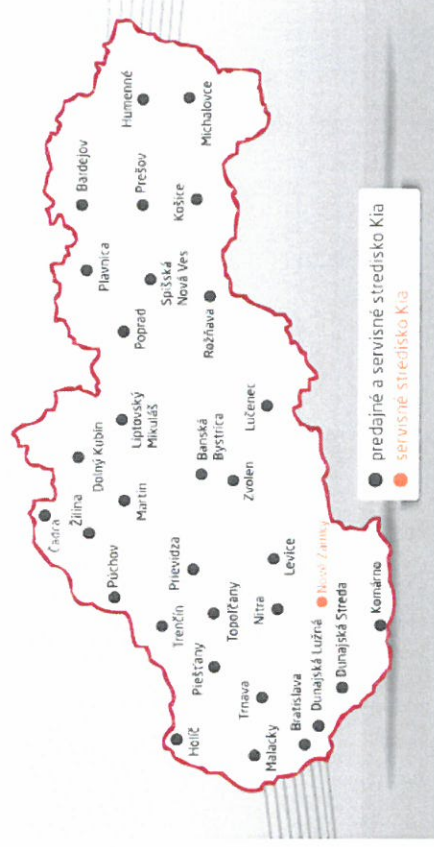 Čadca
Žilina
Dolný Kubín
Púchov
Martin
Liptovský
Mikuláš
Poprad
Plavnica
Bardejov
Humenné
Prešov
Spišská
Nová Ves
Košice
Michalovce
Rožňava
Trenčín
Prievidza
Holíč
Piešťany
Topoľčany
Banská
Bystrica
Zvolen
Lučenec
Trnava
Nitra
Levice
Malacky
Bratislava
Dunajská Lužná
Nové Zámky
Dunajská Streda
Komárno
predajné a servisné stredisko Kia
servisné stredisko Kia